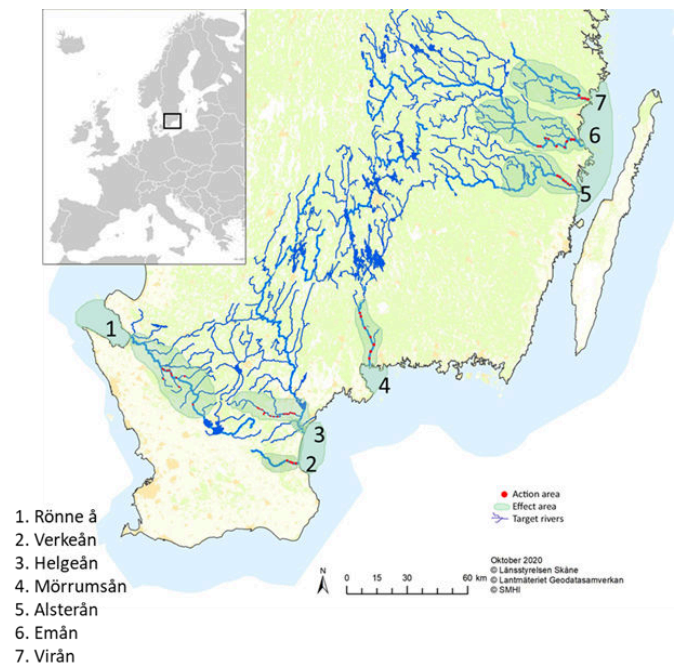 7
6
5
1
4
3
2
Action area
Effect area
Target rivers
1. Rönne å
2. Verkeån
3. Helgeån
4. Mörrumsån
5. Alsterån
6. Emån
7. Virån
N
0 15 30 60 km
Oktober 2020
© Länsstyrelsen Skåne
© Lantmäteriet Geodatasamverkan
© SMHI